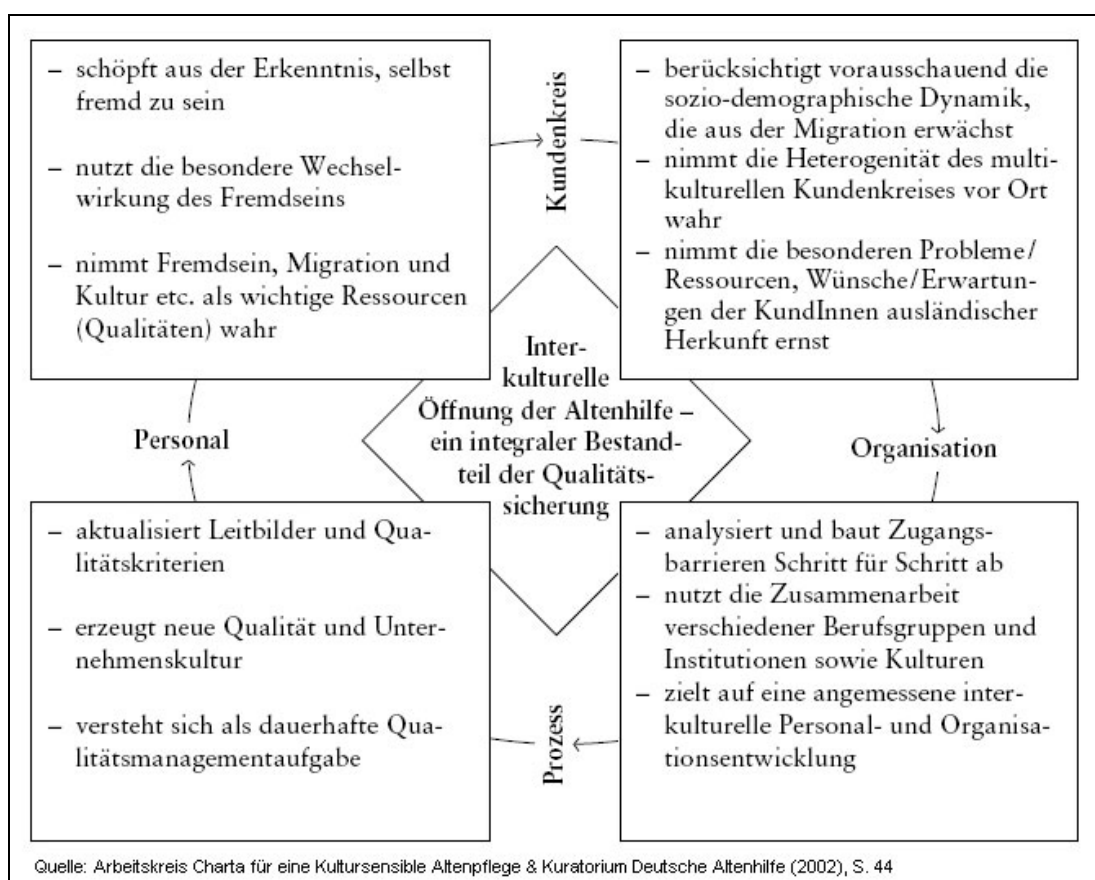 – schöpft aus der Erkenntnis, selbst
fremd zu sein
– nutzt die besondere Wechsel-
wirkung des Fremdseins
– nimmt Fremdsein, Migration und
Kultur etc. als wichtige Ressourcen
(Qualitäten) wahr
Kundenkreis
– berücksichtigt vorausschauend die
sozio-demographische Dynamik,
die aus der Migration erwächst
– nimmt die Heterogenität des multi-
kulturellen Kundenkreises vor Ort
wahr
– nimmt die besonderen Probleme/
Ressourcen, Wünsche/Erwartun-
gen der KundInnen ausländischer
Herkunft ernst
Personal
Inter-
kulturelle
Öffnung der Altenhilfe –
ein integraler Bestand-
teil der Qualitäts-
sicherung
Organisation
– aktualisiert Leitbilder und Qua-
litätskriterien
– erzeugt neue Qualität und Unter-
nehmenskultur
– versteht sich als dauerhafte Qua-
litätsmanagementaufgabe
Prozess
– analysiert und baut Zugangs-
barrieren Schritt für Schritt ab
– nutzt die Zusammenarbeit
verschiedener Berufsgruppen und
Institutionen sowie Kulturen
– zielt auf eine angemessene inter-
kulturelle Personal- und Organisa-
tionsentwicklung
Quelle: Arbeitskreis Charta für eine Kultursensible Altenpflege & Kuratorium Deutsche Altenhilfe (2002), S. 44